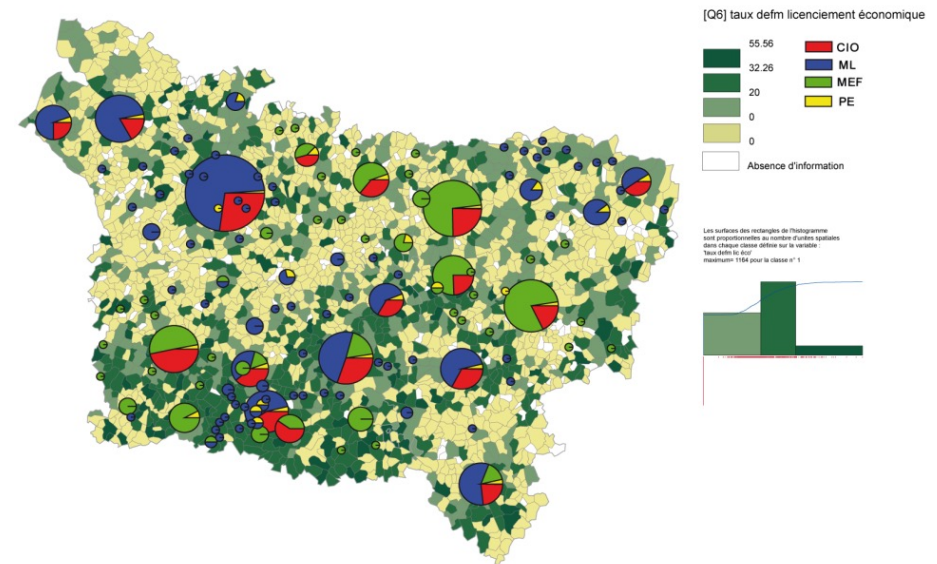 [Q6] taux defm licenciement économique
55.56
32.26
20
0
0
Absence d'information
CIO
ML
MEF
PE
Les surfaces des rectangles de l'histogramme
sont proportionnelles au nombre d'unites spatiales
dans chaque classe définie sur la variable :
'taux defm lic éco'
maximum= 1164 pour la classe n° 1